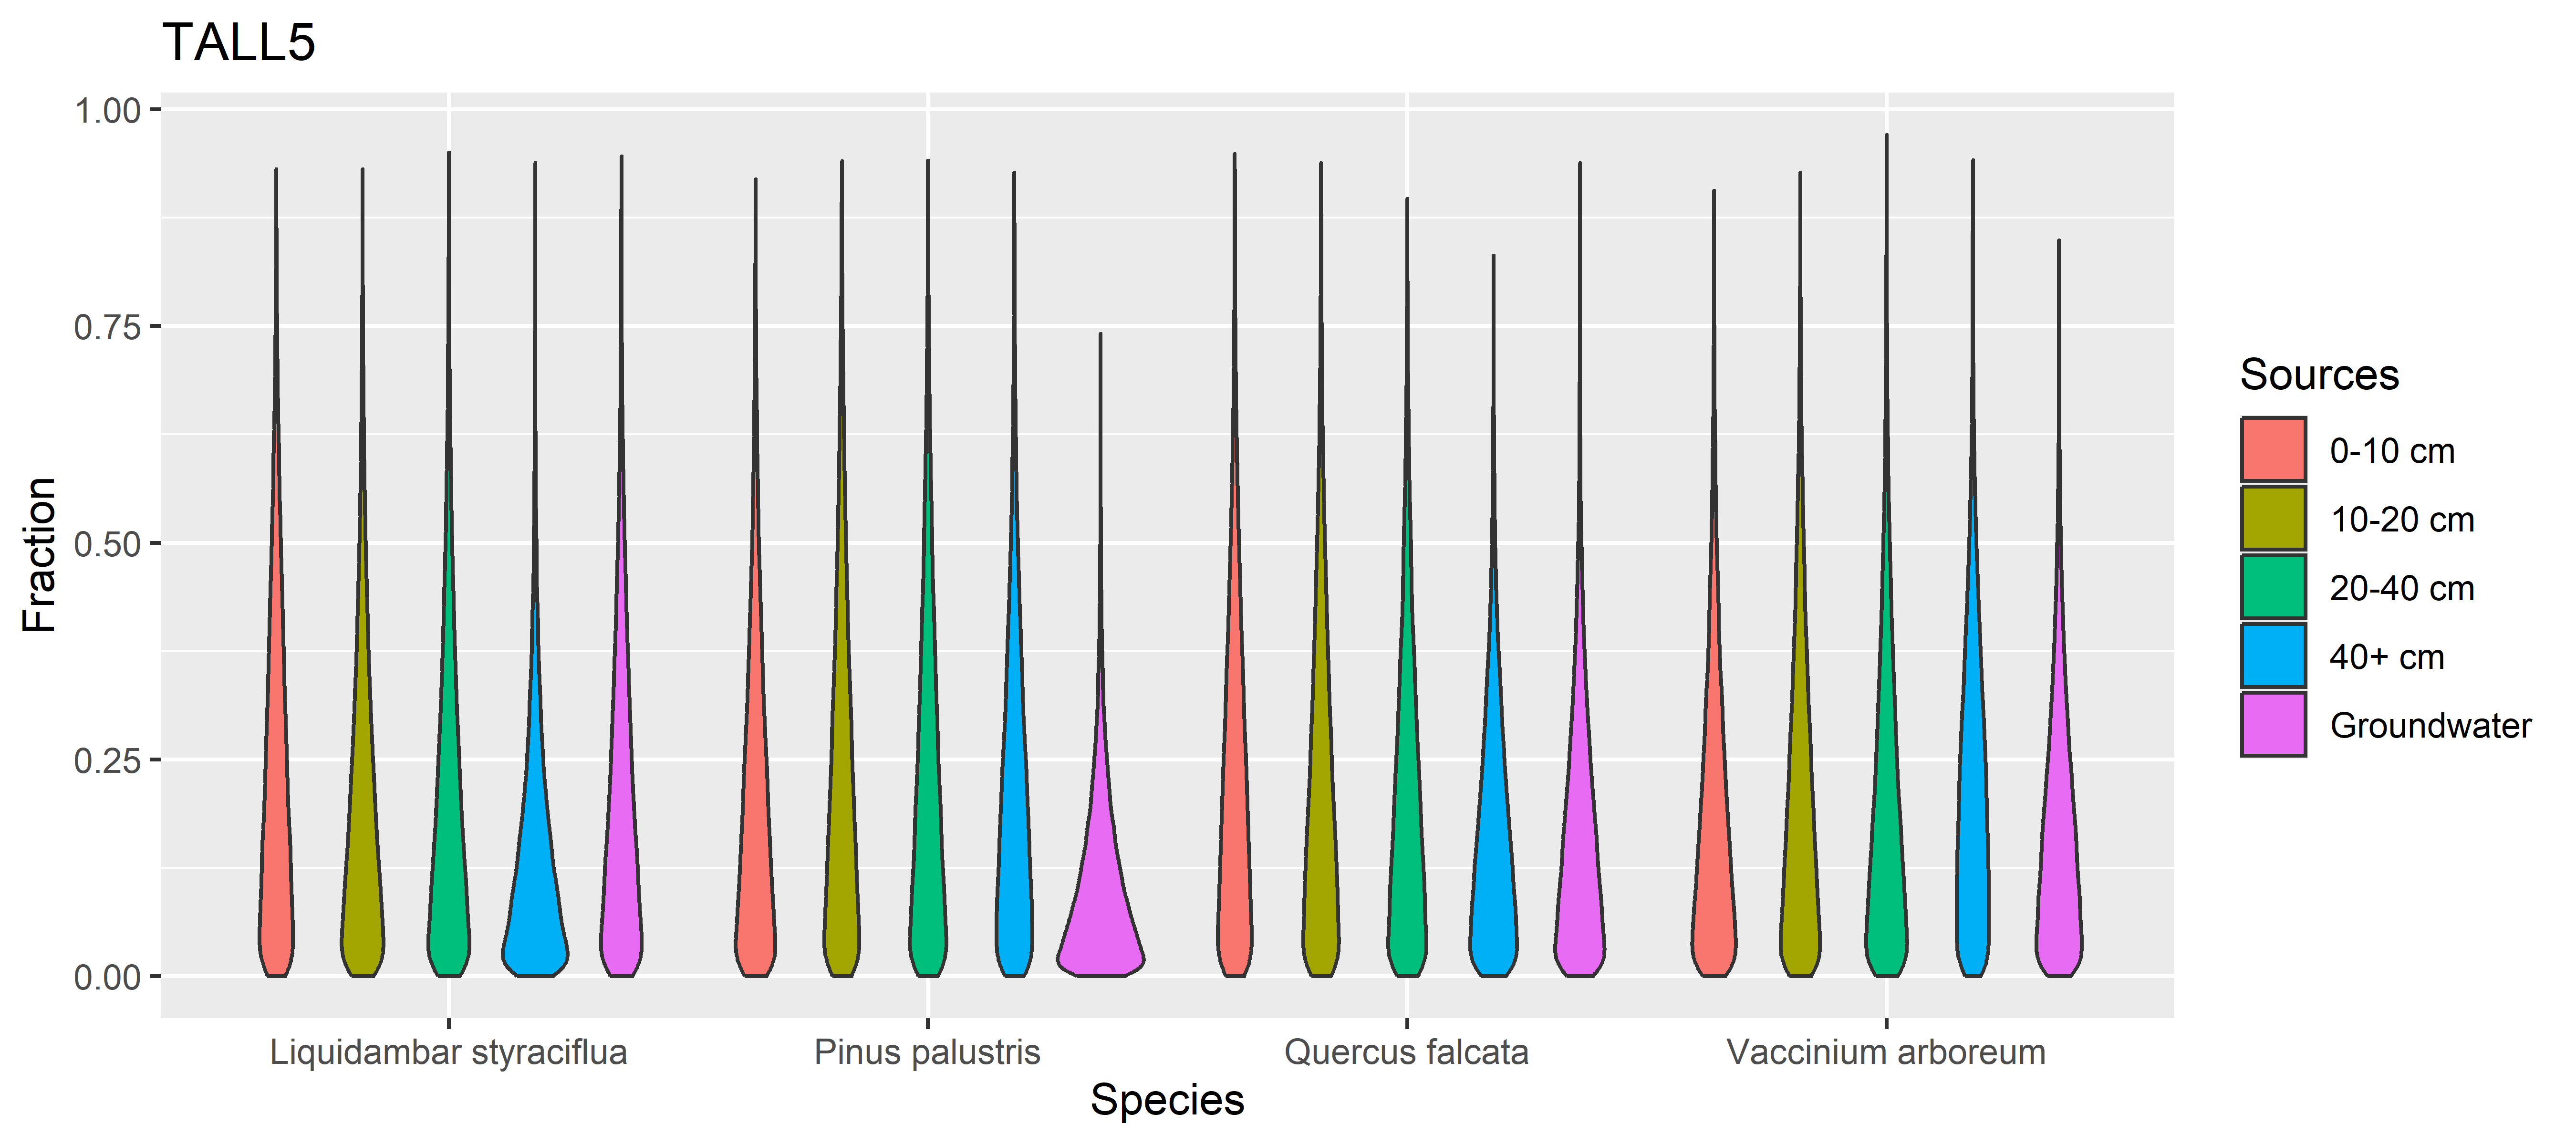 TALL5
1.00
0.75
0.50
0.25
0.00
Fraction
Liquidambar styraciflua
Pinus palustris
Quercus falcata
Vaccinium arboreum
Species
Sources
0-10 cm
10-20 cm
20-40 cm
40+ cm
Groundwater